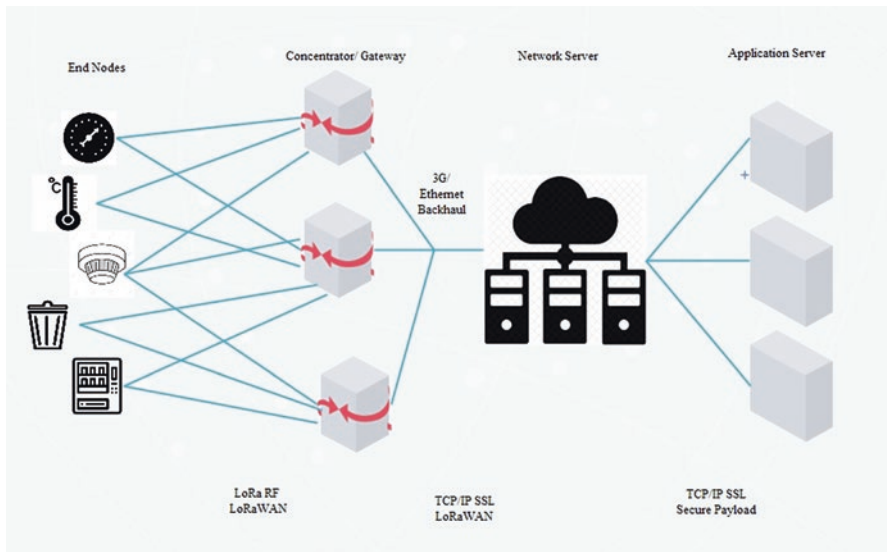 End Nodes
Concentrator/ Gateway
Network Server
Application Server
°C
3G/
Ethernet
Backhaul
LoRa RF
LoRaWAN
TCP/IP SSL
LoRaWAN
TCP/IP SSL
Secure Payload